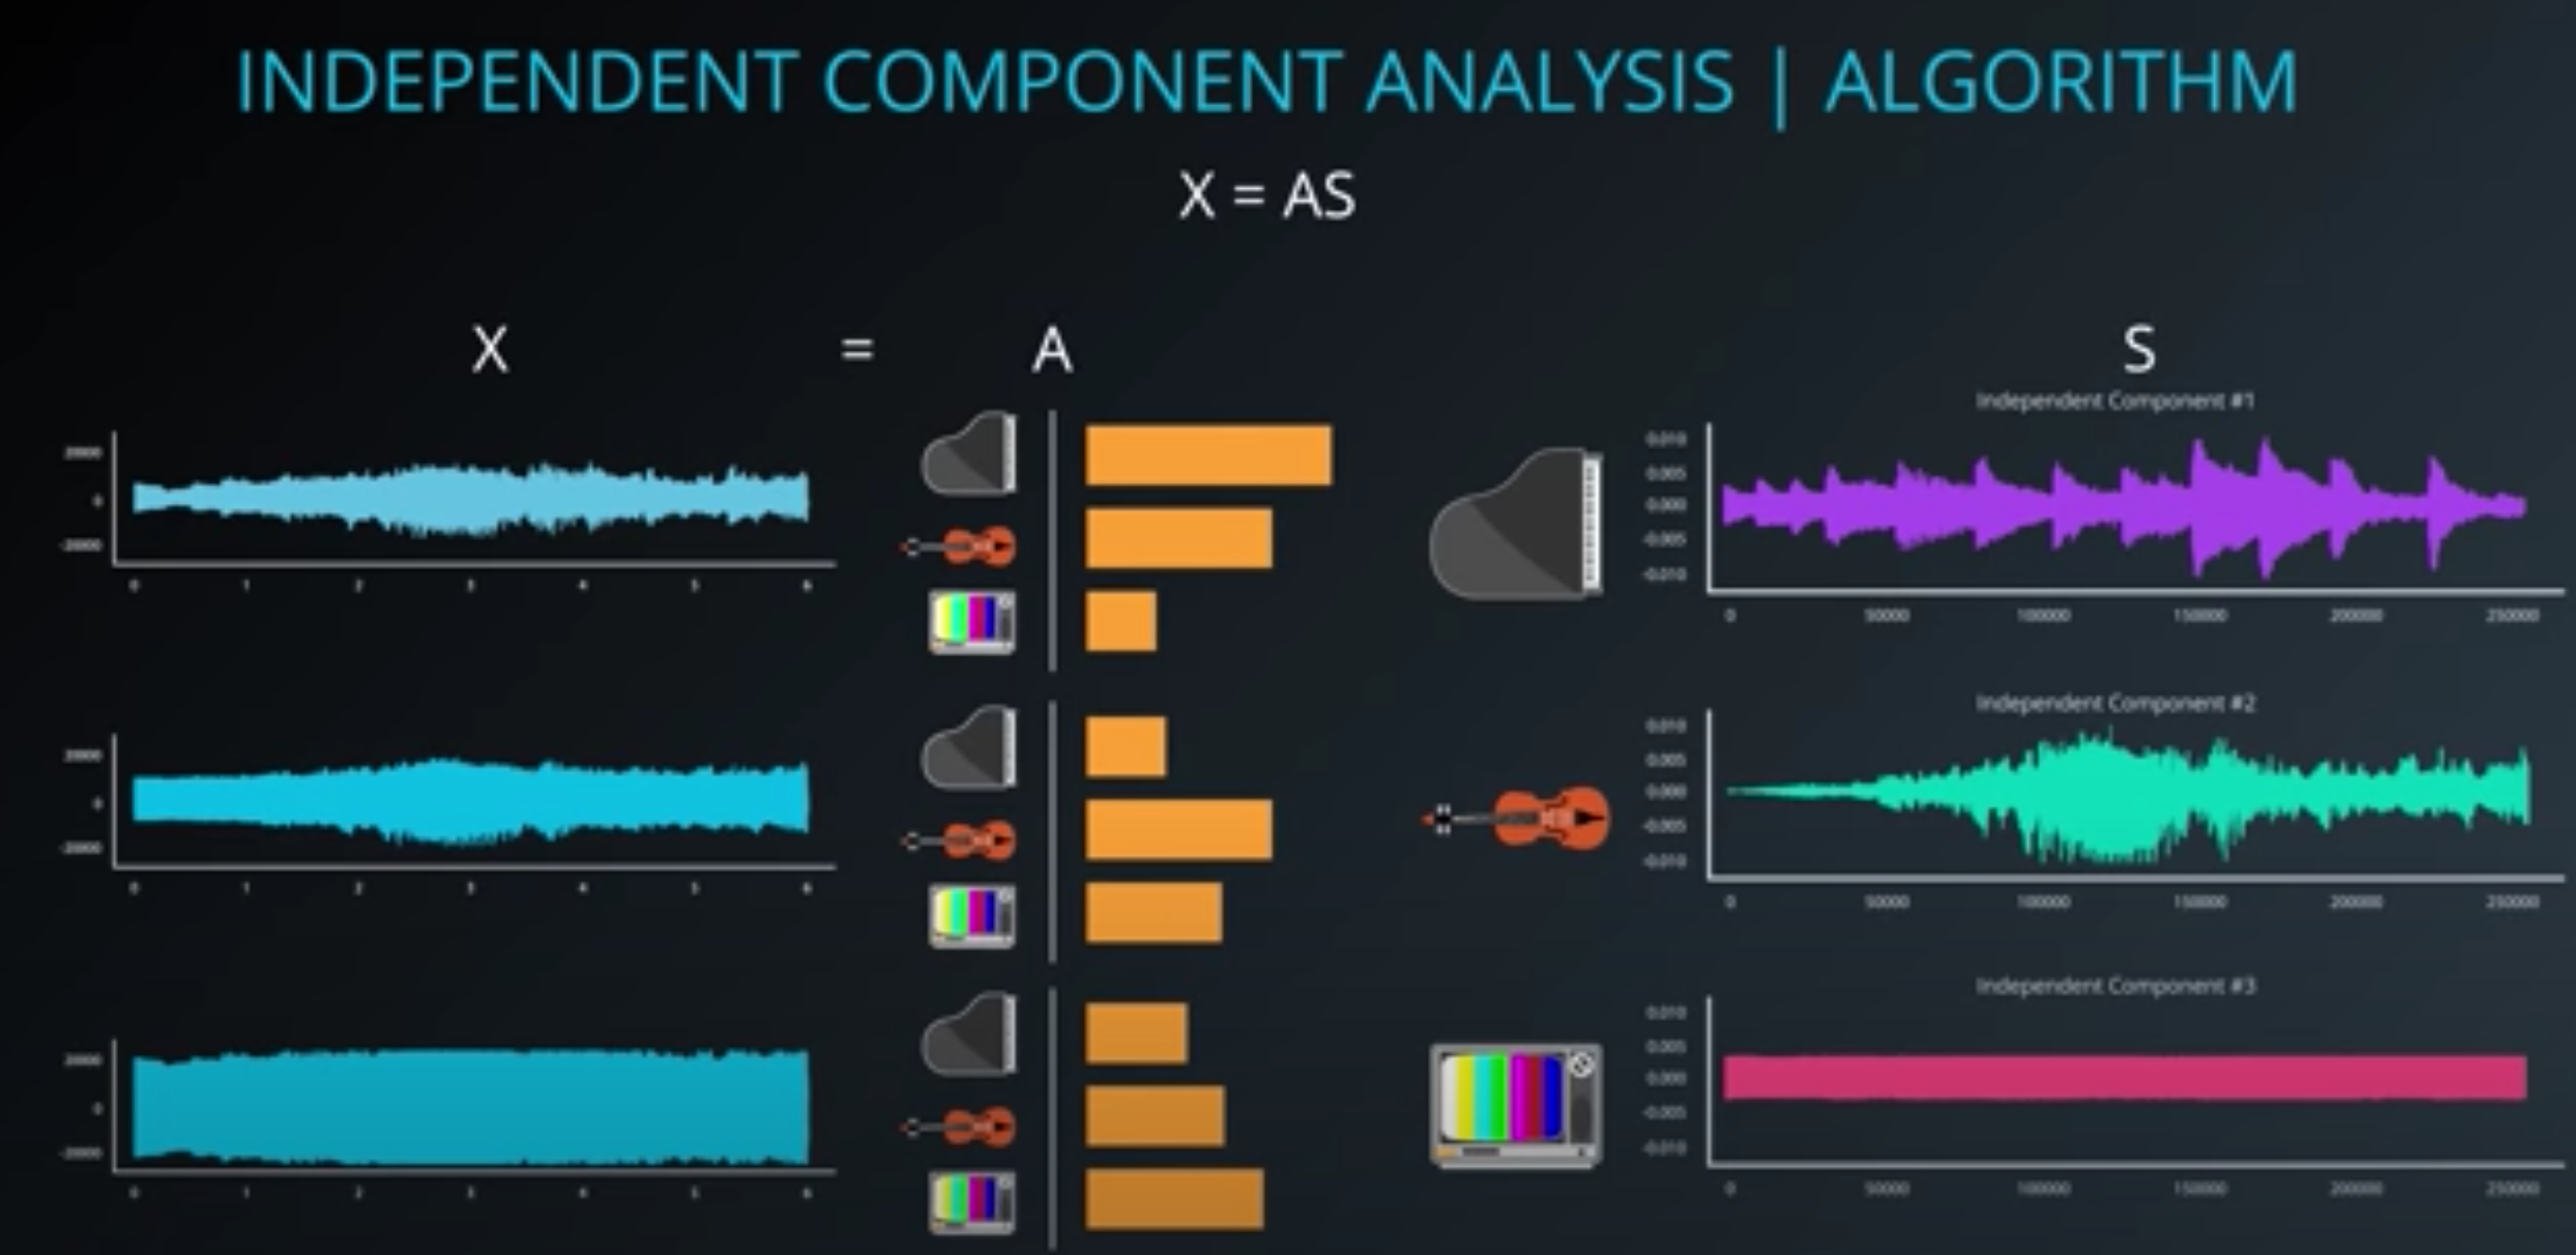 INDEPENDENT COMPONENT ANALYSIS | ALGORITHM
X = AS
X = A S
Independent Component #1
20000
0
-20000
0 1 2 3 4 5 6
0.010
0.005
0.000
-0.005
-0.010
0 50000 100000 150000 200000 250000
Independent Component #2
20000
0
-20000
0 1 2 3 4 5 6
0.010
0.005
0.000
-0.005
-0.010
0 50000 100000 150000 200000 250000
Independent Component #3
20000
0
-20000
0 1 2 3 4 5 6
0.010
0.005
0.000
-0.005
-0.010
0 50000 100000 150000 200000 250000